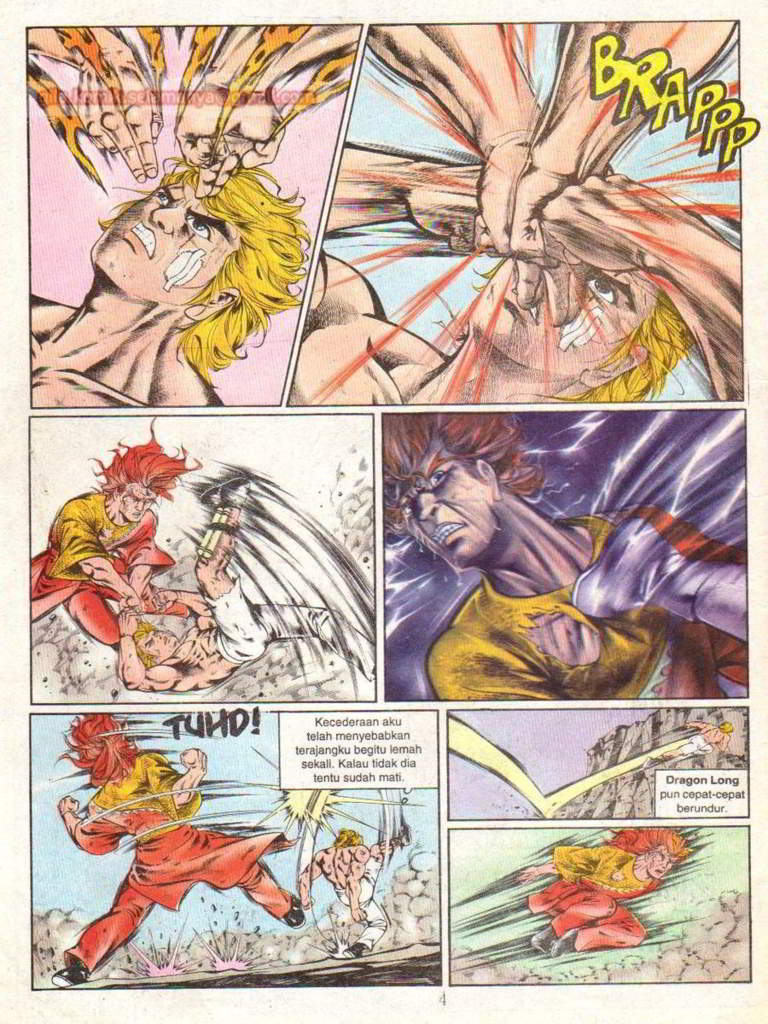 BRAPPP
TUHD!
Kecederaan aku
telah menyebabkan
terajangku begitu lemah
sekali. Kalau tidak dia
tentu sudah mati.
Dragon Long
pun cepat-cepat
berundur.
4